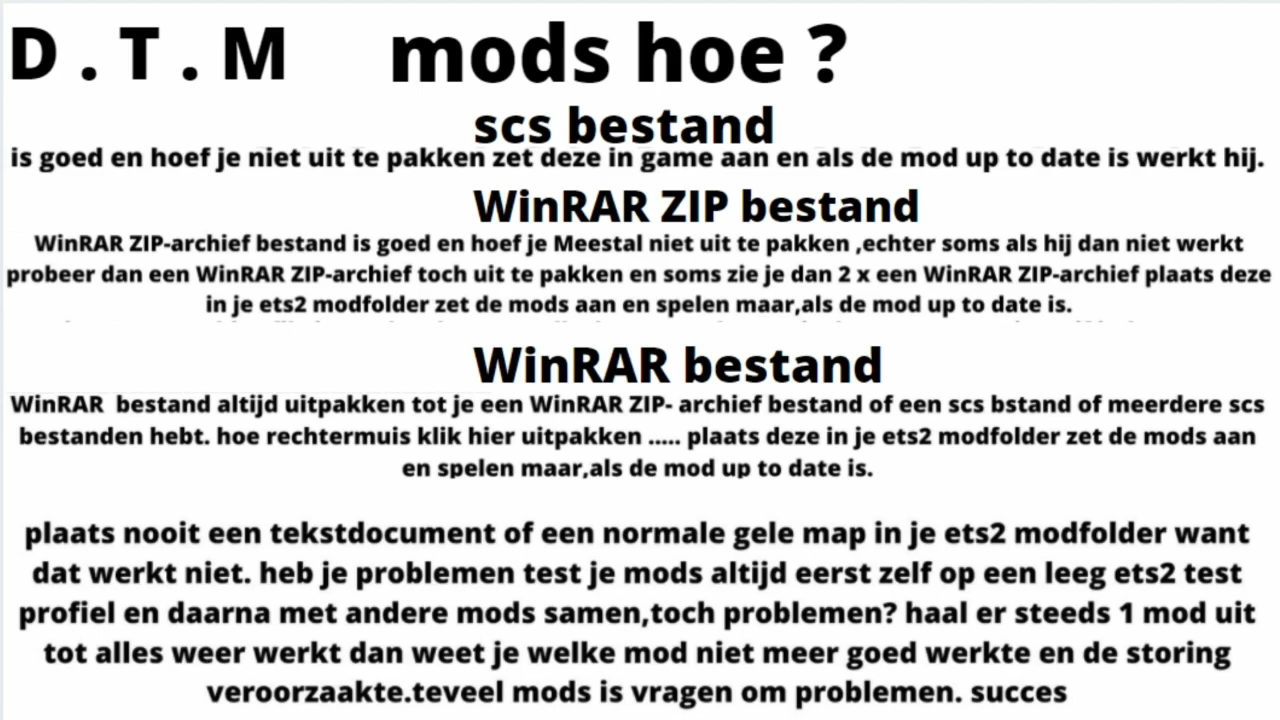 D . T . M mods hoe ?
scs bestand
is goed en hoef je niet uit te pakken zet deze in game aan en als de mod up to date is werkt hij.
WinRAR ZIP bestand
WinRAR ZIP-archief bestand is goed en hoef je Meestal niet uit te pakken ,echter soms als hij dan niet werkt
probeer dan een WinRAR ZIP-archief toch uit te pakken en soms zie je dan 2 x een WinRAR ZIP-archief plaats deze
in je ets2 modfolder zet de mods aan en spelen maar,als de mod up to date is.
WinRAR bestand
WinRAR bestand altijd uitpakken tot je een WinRAR ZIP- archief bestand of een scs bstand of meerdere scs
bestanden hebt. hoe rechtermuis klik hier uitpakken ..... plaats deze in je ets2 modfolder zet de mods aan
en spelen maar,als de mod up to date is.
plaats nooit een tekstdocument of een normale gele map in je ets2 modfolder want
dat werkt niet. heb je problemen test je mods altijd eerst zelf op een leeg ets2 test
profiel en daarna met andere mods samen,toch problemen? haal er steeds 1 mod uit
tot alles weer werkt dan weet je welke mod niet meer goed werkte en de storing
veroorzaakte.teveel mods is vragen om problemen. succes